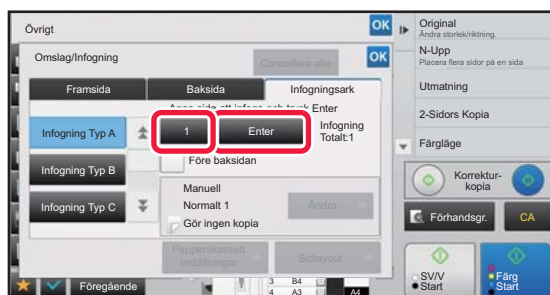 Övrigt
OK
Omslag/Infogning
Cancellera alla
OK
Framsida
Baksida
Infogningsark
Ange sida att infoga och tryck Enter
Infogning Typ A
1
Enter
Infogning
Totalt:1
Före baksidan
Infogning Typ B
Infogning Typ C
Manuell
Normalt 1
Gör ingen kopia
Ändra
Papperskassett
Inställningar
Sidlayout
Föregående
3 B4
4 A3
A4
Original
Ändra storlek/riktning.
N-Upp
Placera flera sidor på en sida
Utmatning
2-Sidors Kopia
Färgläge
Korrektur-
kopia
Förhandsgr.
CA
SV/V
Start
Färg
Start